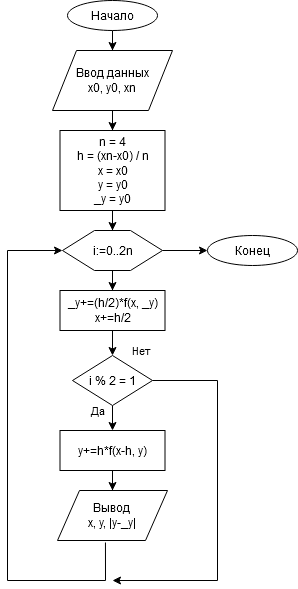 Начало
Ввод данных
x0, y0, xn
n = 4
h = (xn-x0) / n
x = x0
y = y0
_y = y0
i:=0..2n
Конец
_y+=(h/2)*f(x, _y)
x+=h/2
Нет
i % 2 = 1
Да
y+=h*f(x-h, y)
Вывод
x, y, |y-_y|